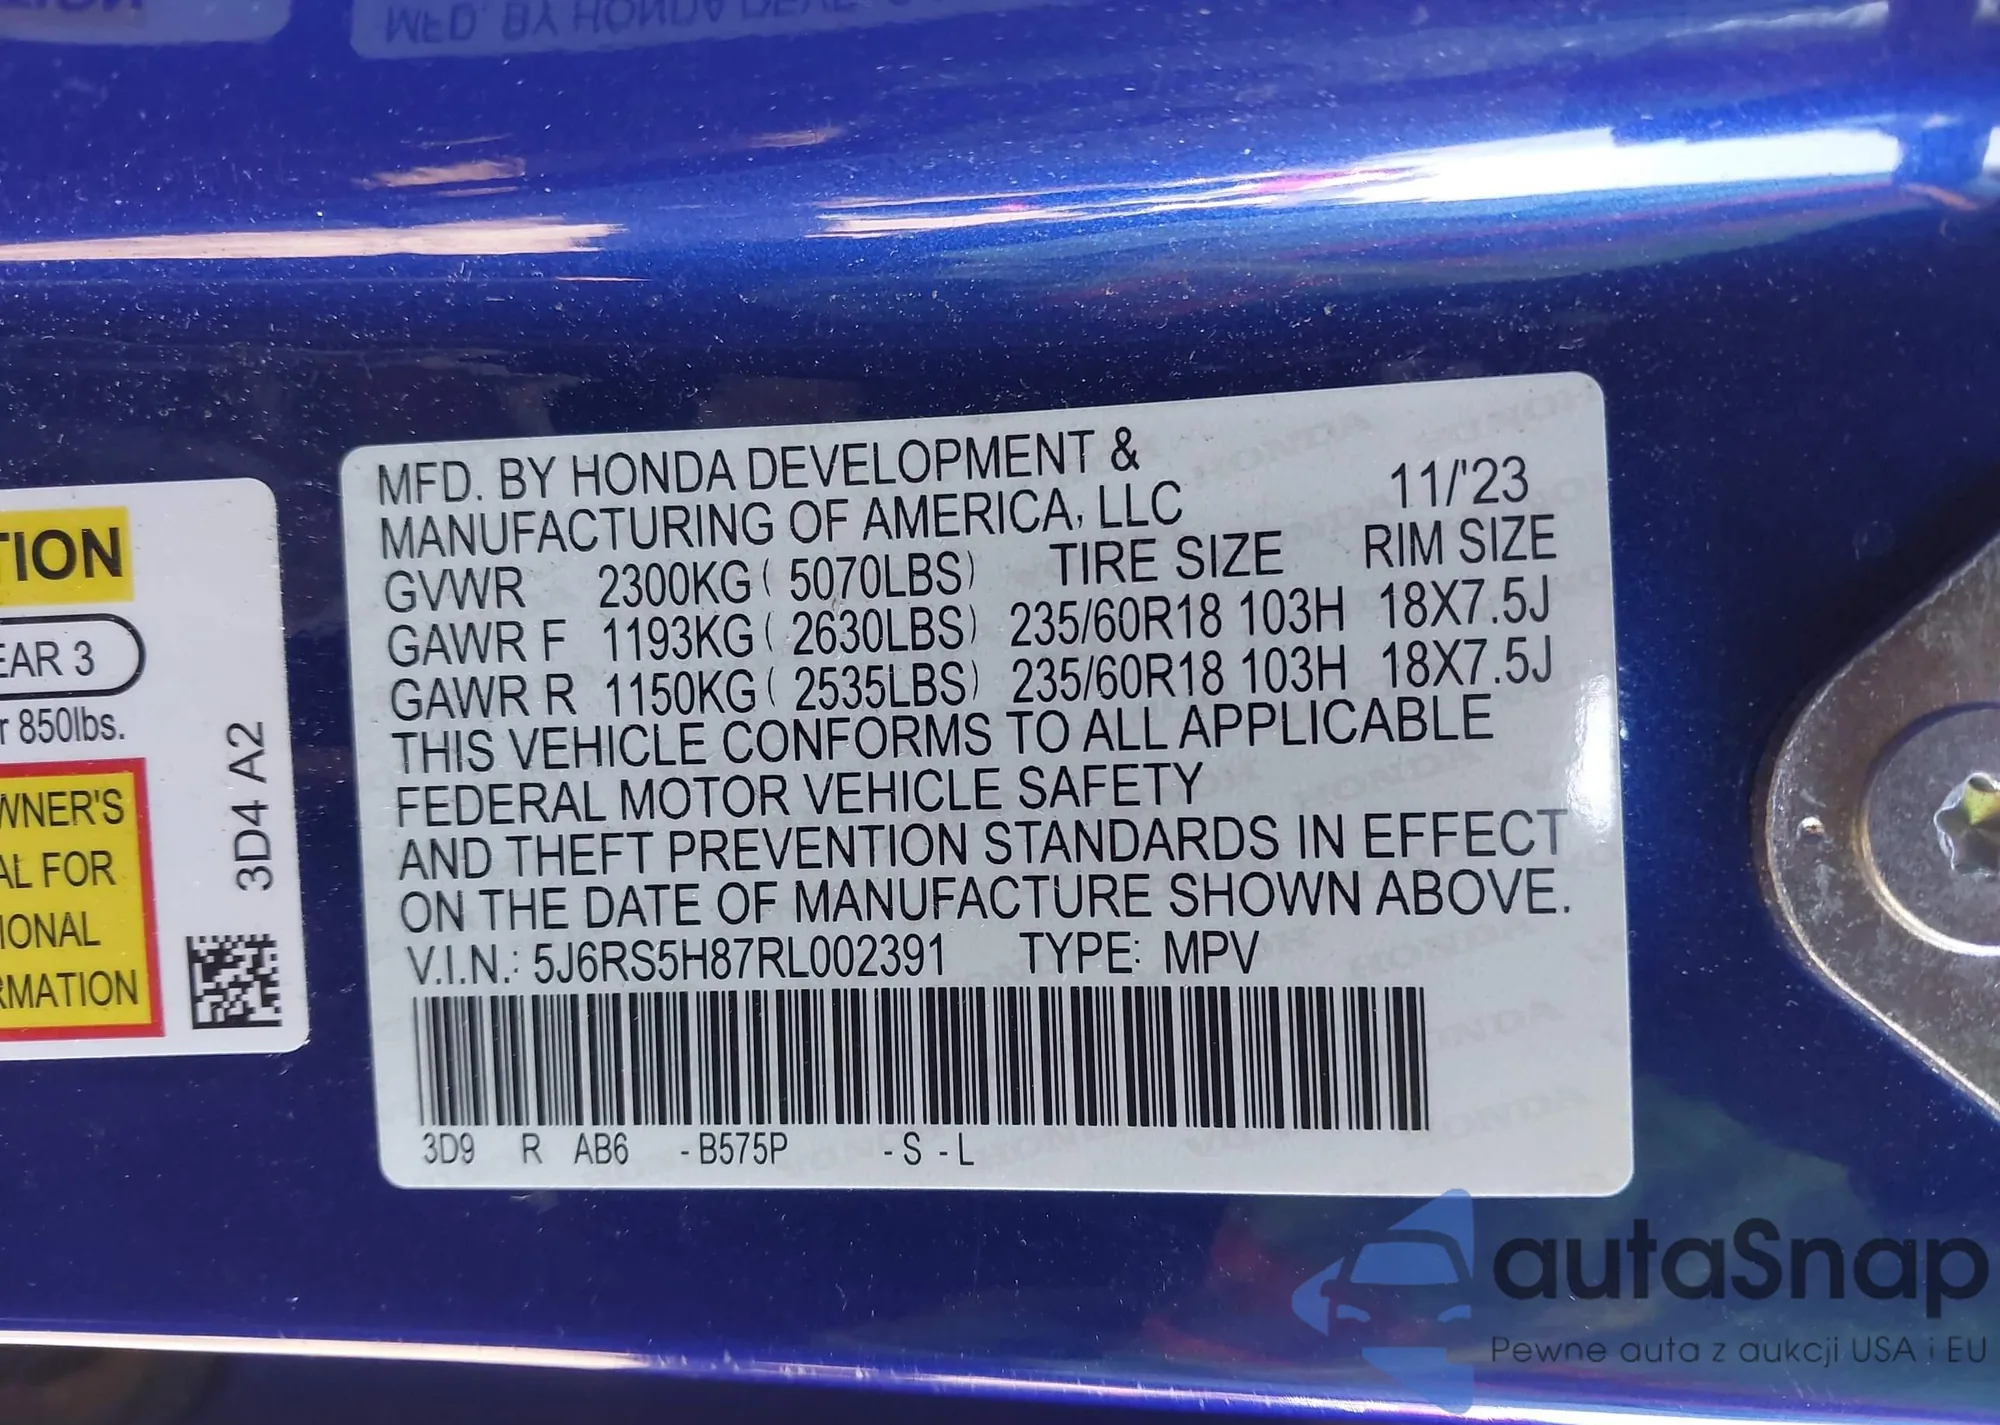 TION
EAR 3
r 850lbs.
WNER'S
AL FOR
IONAL
RMATION
3D4 A2
MFD. BY HONDA DEVELOPMENT &
MANUFACTURING OF AMERICA, LLC 11/'23
GVWR 2300KG ( 5070LBS) TIRE SIZE RIM SIZE
GAWR F 1193KG ( 2630LBS) 235/60R18 103H 18X7.5J
GAWR R 1150KG ( 2535LBS) 235/60R18 103H 18X7.5J
THIS VEHICLE CONFORMS TO ALL APPLICABLE
FEDERAL MOTOR VEHICLE SAFETY
AND THEFT PREVENTION STANDARDS IN EFFECT
ON THE DATE OF MANUFACTURE SHOWN ABOVE.
V.I.N.: 5J6RS5H87RL002391 TYPE: MPV
3D9 R AB6 -B575P -S -L
autaSnap
Pewne auta z aukcji USA i EU